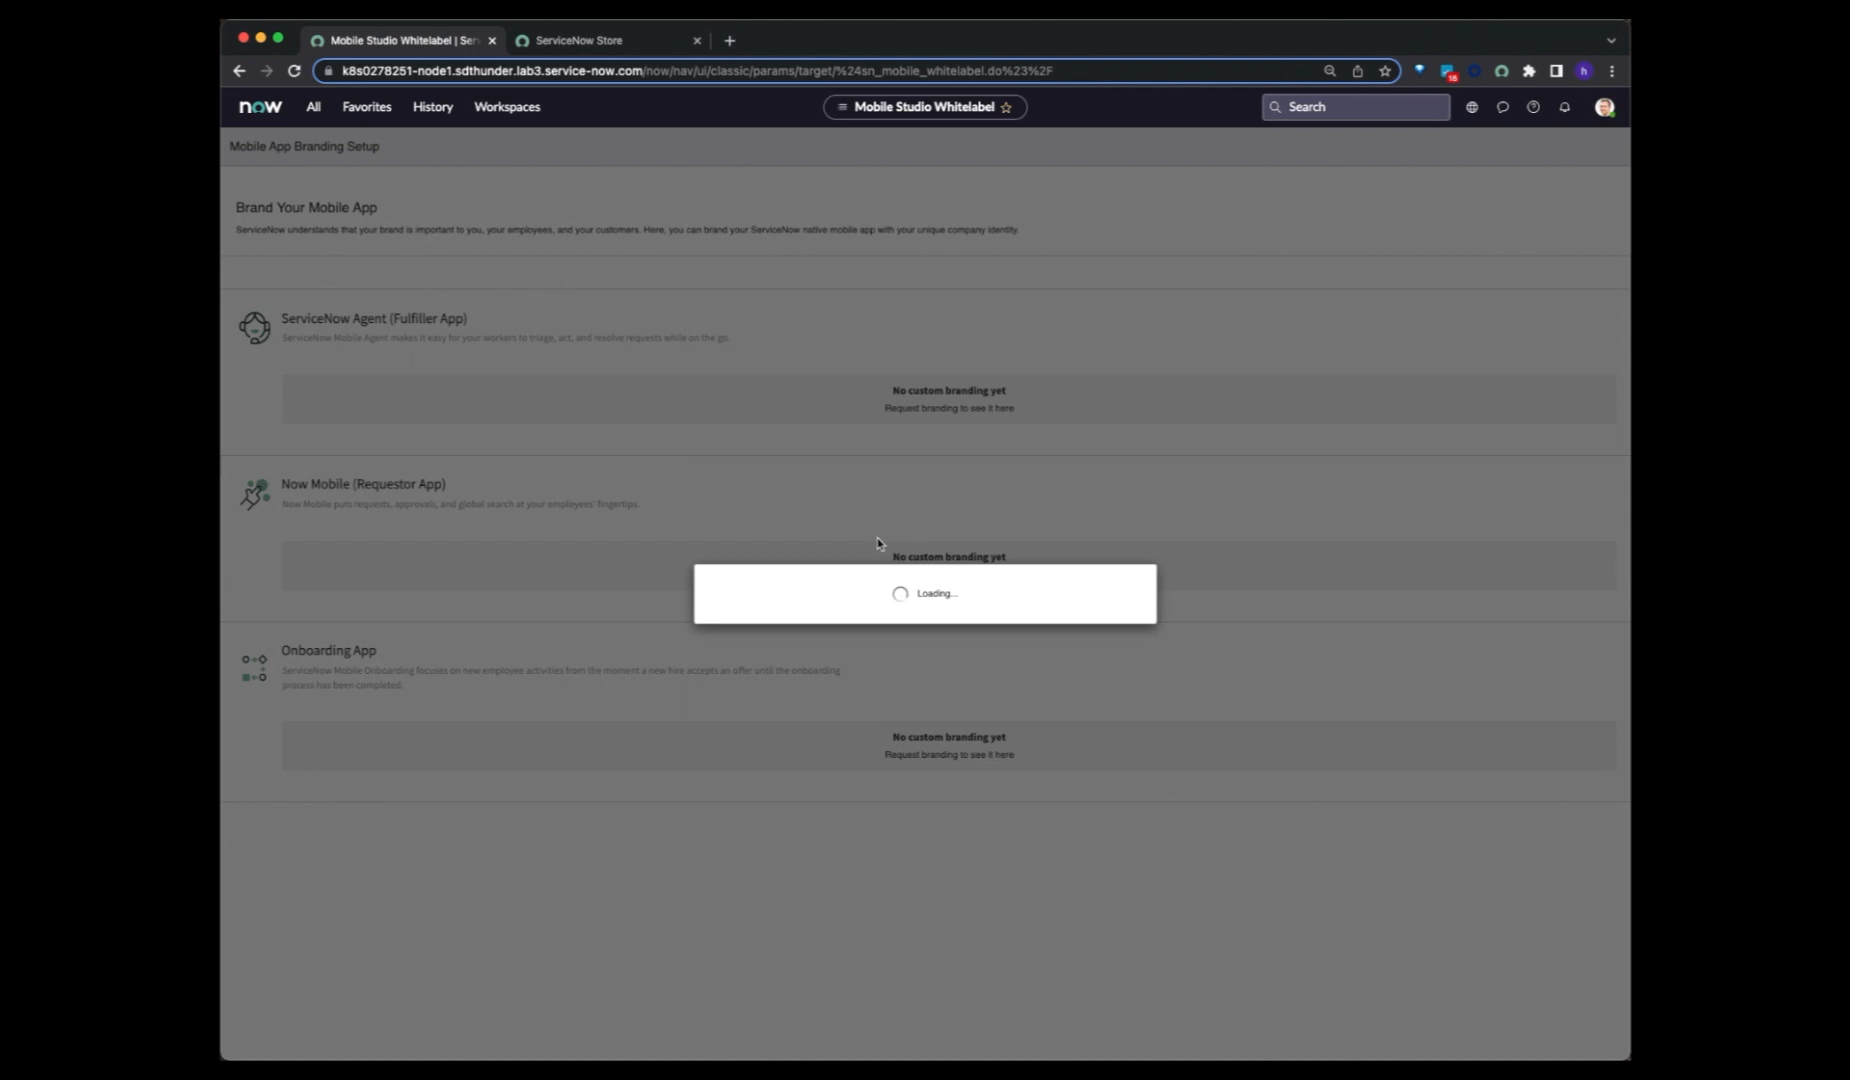 Mobile Studio Whitelabel | Ser
ServiceNow Store
k8s0278251-node1.sdthunder.lab3.service-now.com/now/nav/ui/classic/params/target/%24sn_mobile_whitelabel.do%23%2F
16
h
now
All
Favorites
History
Workspaces
Mobile Studio Whitelabel
Search
Mobile App Branding Setup
Brand Your Mobile App
ServiceNow understands that your brand is important to you, your employees, and your customers. Here, you can brand your ServiceNow native mobile app with your unique company identity.
ServiceNow Agent (Fulfiller App)
ServiceNow Mobile Agent makes it easy for your workers to triage, act, and resolve requests while on the go.
No custom branding yet
Request branding to see it here
Now Mobile (Requestor App)
Now Mobile puts requests, approvals, and global search at your employees' fingertips.
No custom branding yet
Loading...
Onboarding App
ServiceNow Mobile Onboarding focuses on new employee activities from the moment a new hire accepts an offer until the onboarding
process has been completed.
No custom branding yet
Request branding to see it here